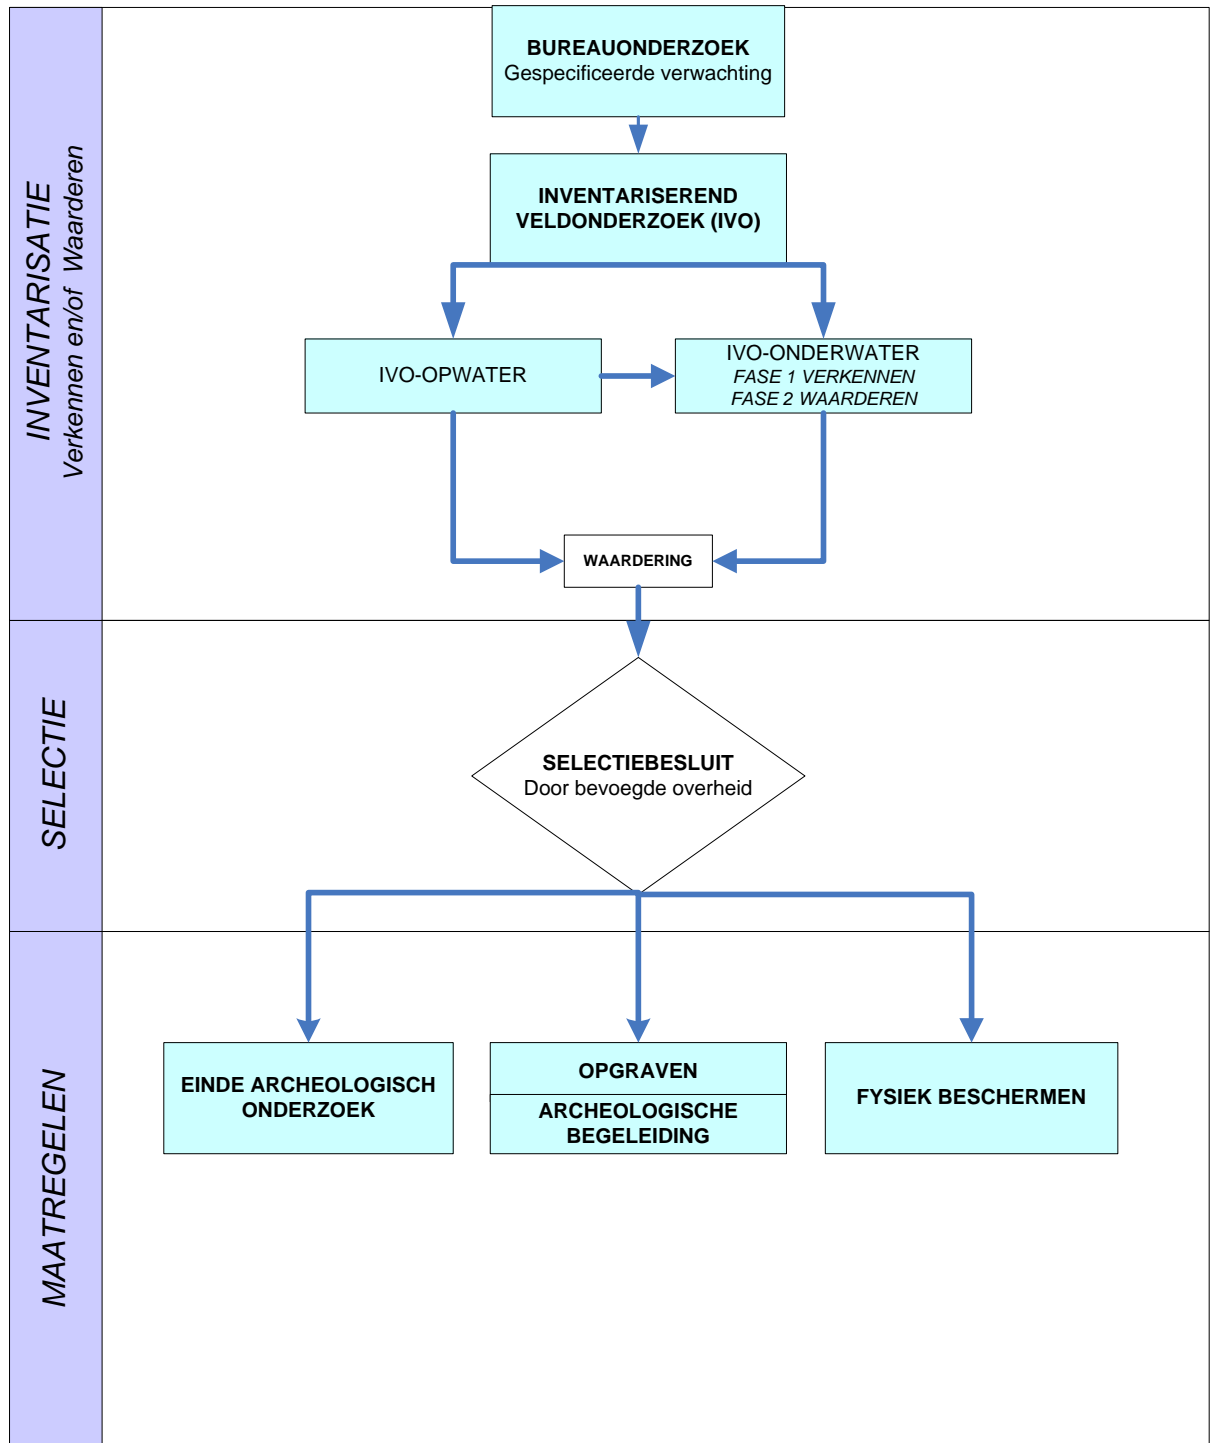 INVENTARISATIE
Verkennen en/of Waarderen
BUREAUONDERZOEK
Gespecificeerde verwachting
INVENTARISEREND
VELDONDERZOEK (IVO)
IVO-OPWATER
IVO-ONDERWATER
FASE 1 VERKENNEN
FASE 2 WAARDEREN
WAARDERING
SELECTIE
SELECTIEBESLUIT
Door bevoegde overheid
MAATREGELEN
EINDE ARCHEOLOGISCH
ONDERZOEK
OPGRAVEN
ARCHEOLOGISCHE
BEGELEIDING
FYSIEK BESCHERMEN